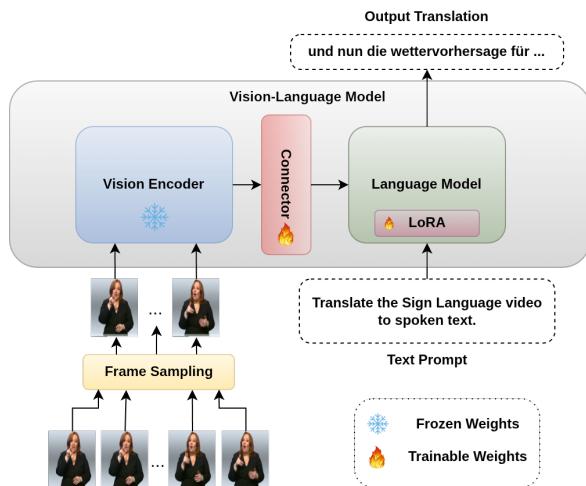 Output Translation
und nun die wettervorhersage für ...
Vision-Language Model
Vision Encoder
Connector
Language Model
LoRA
...
Translate the Sign Language video
to spoken text.
Text Prompt
Frame Sampling
...
Frozen Weights
Trainable Weights